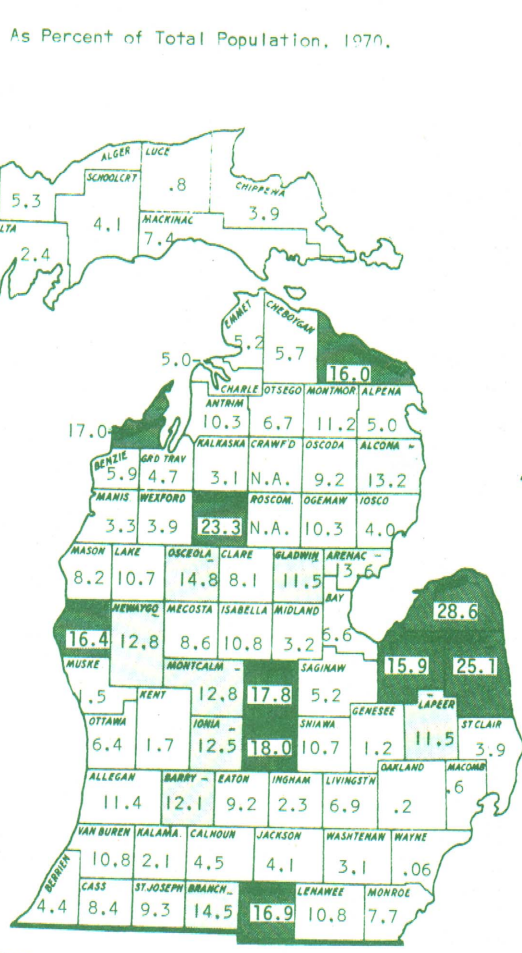 As Percent of Total Population, 1970.
ALGER LUCE
SCHOOLCRT .8 CHIPPEWA
5.3 3.9
LTA 4.1 MACKINAC
2.4 7.4
EMMET CHEBOYGAN
5.2
5.0 5.7
16.0
CHARLE OTSEGO MONTMOR ALPENA
ANTRIM
10.3 6.7 11.2 5.0
17.0
KALKASKA CRAWF'D OSCODA ALCONA
BENZIE GRD TRAV
5.9 4.7 3.1 N.A. 9.2 13.2
MANIS WEXFORD ROSCOM. OGEMAW IOSCO
3.3 3.9 23.3 N.A. 10.3 4.0
MASON LAKE OSCEOLA CLARE GLADWIN ARENAC
8.2 10.7 14.8 8.1 11.5 13.6
BAY
NEWAYGO MECOSTA ISABELLA MIDLAND
28.6
16.4 12.8 8.6 10.8 3.2 6.6
15.9 25.1
MUSKE MONTCALM SAGINAW
1.5 12.8 17.8 5.2
KENT GENESEE LAPEER
OTTAWA IONIA SHIAWA ST CLAIR
6.4 1.7 12.5 18.0 10.7 1.2 11.5 3.9
OAKLAND MACOMB
ALLEGAN BARRY EATON INGHAM LIVINGSTN
.6
11.4 12.1 9.2 2.3 6.9 .2
VAN BUREN KALAMA. CALHOUN JACKSON WASHTENAW WAYNE
10.8 2.1 4.5 4.1 3.1 .06
BERRIEN
CASS ST.JOSEPH BRANCH LENAWEE MONROE
4.4 8.4 9.3 14.5 16.9 10.8 7.7